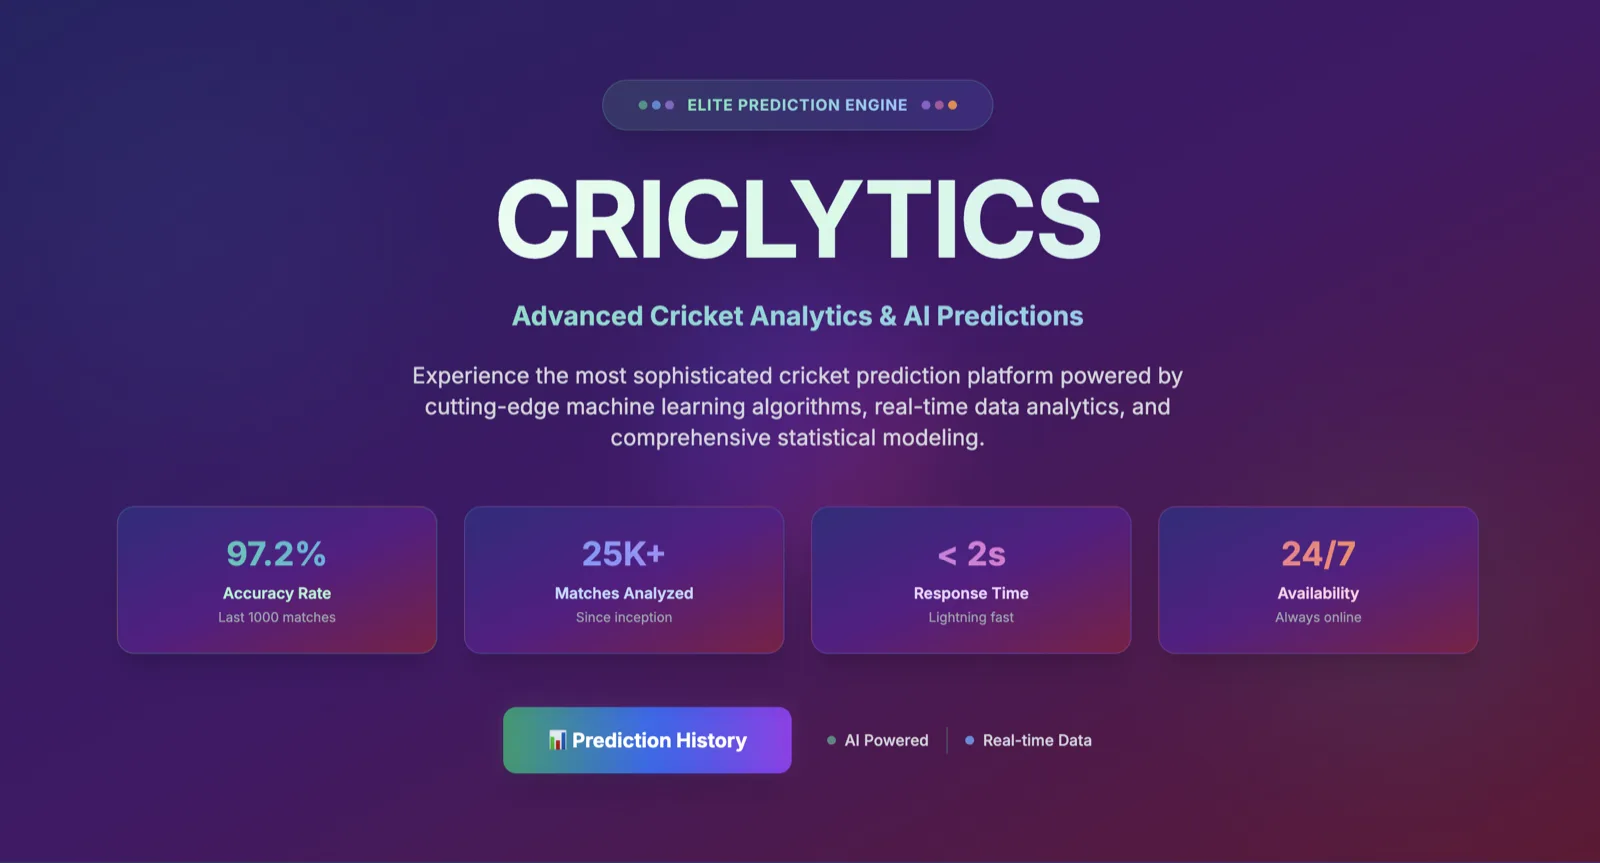 ELITE PREDICTION ENGINE
CRICLYTICS
Advanced Cricket Analytics & AI Predictions
Experience the most sophisticated cricket prediction platform powered by
cutting-edge machine learning algorithms, real-time data analytics, and
comprehensive statistical modeling.
97.2%
Accuracy Rate
Last 1000 matches
25K+
Matches Analyzed
Since inception
< 2s
Response Time
Lightning fast
24/7
Availability
Always online
📊 Prediction History
AI Powered
Real-time Data